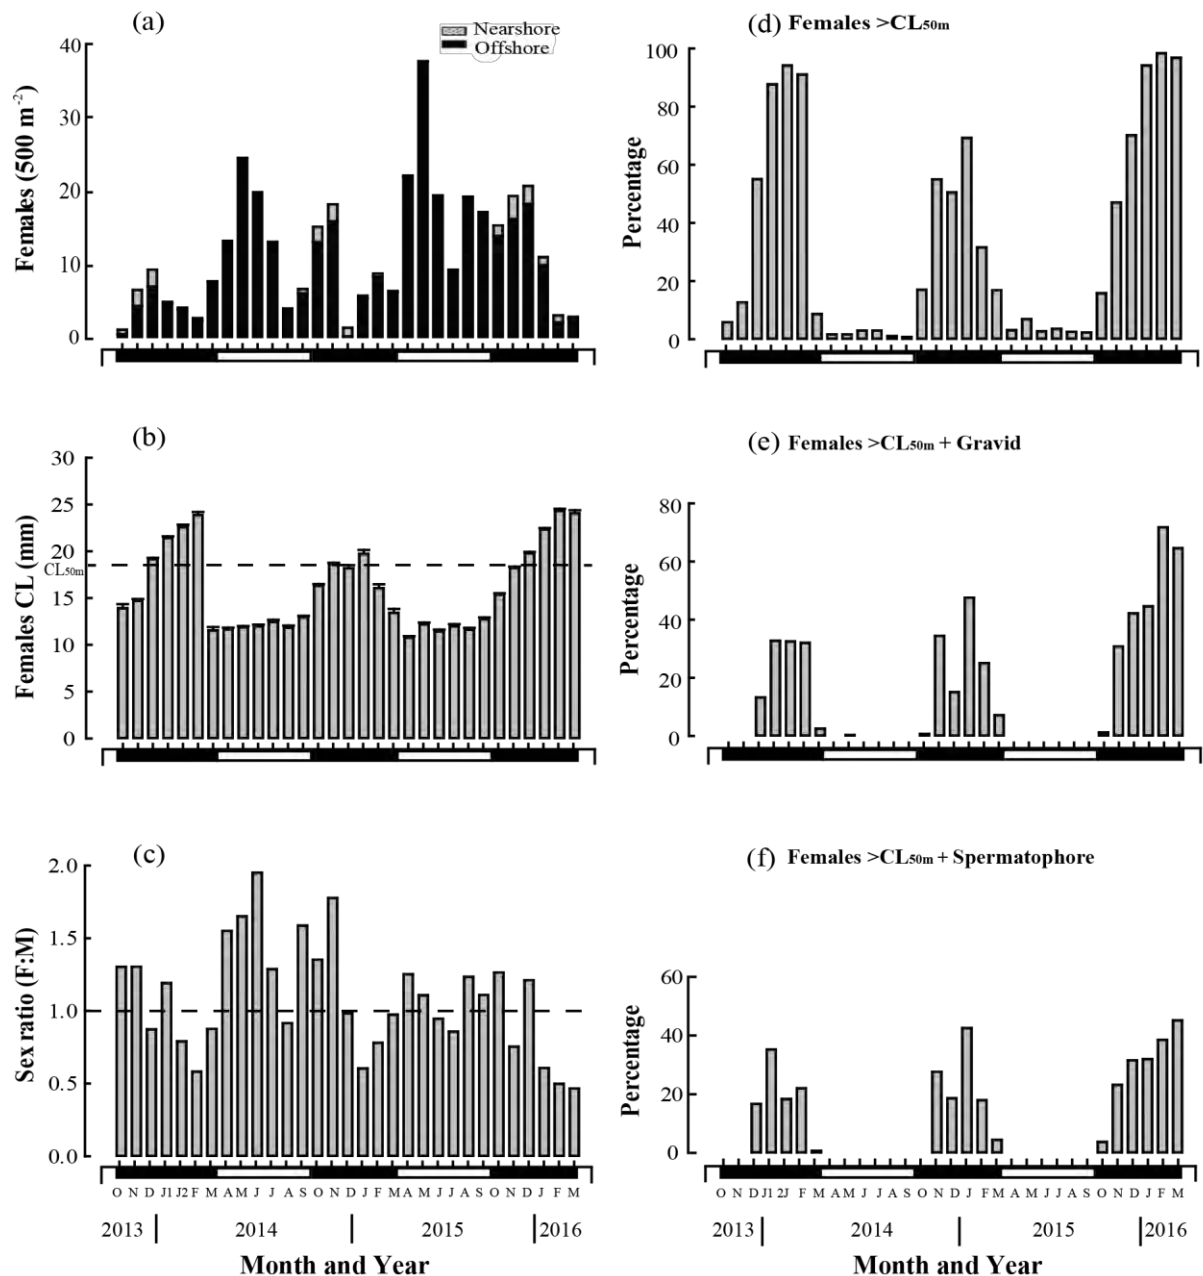 (a)
Nearshore
Offshore
40
30
20
10
0
Females (500 m-2)
(d) Females >CL50m
100
80
60
40
20
0
Percentage
(b)
30
25
20
CL50m
15
10
5
0
Females CL (mm)
(e) Females >CL50m + Gravid
80
60
40
20
0
Percentage
(c)
2.0
1.5
1.0
0.5
0.0
Sex ratio (F:M)
O N D J1 J2 F M A M J J A S O N D J F M A M J J A S O N D J F M
2013 2014 2015 2016
Month and Year
(f) Females >CL50m + Spermatophore
60
40
20
0
Percentage
O N D J1 2J F M A M J J A S O N D J F M A M J J A S O N D J F M
2013 2014 2015 2016
Month and Year